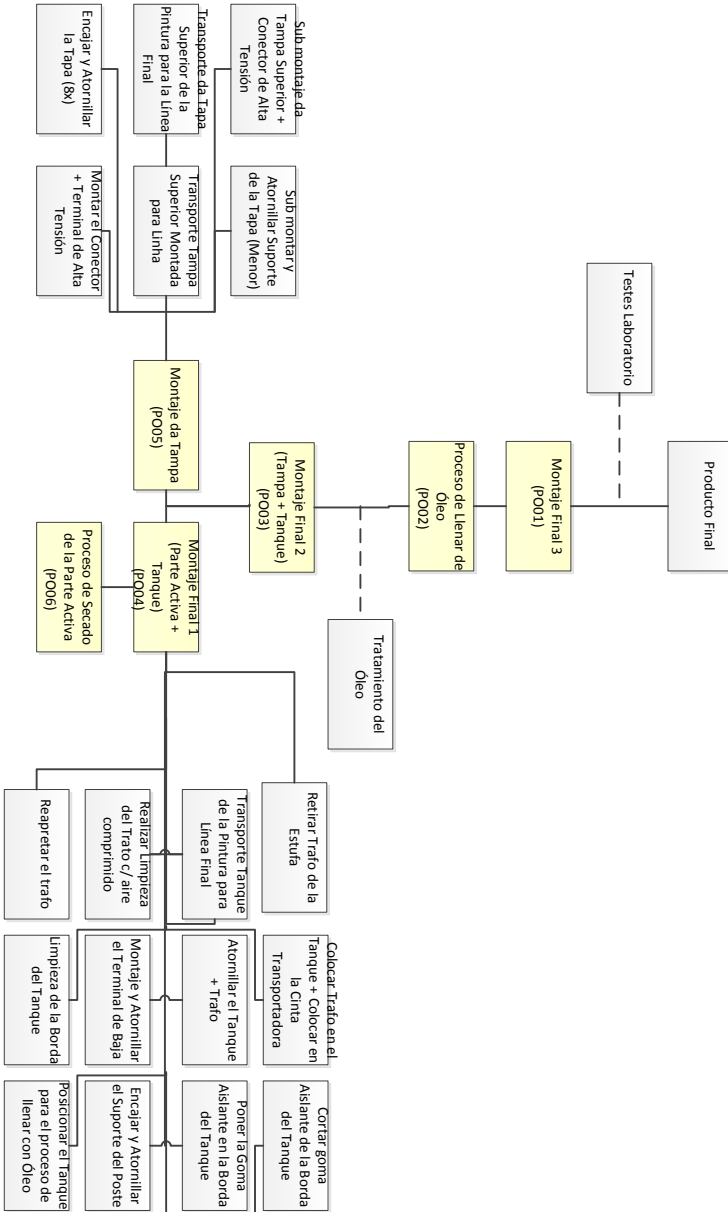 Producto Final
Testes Laboratorio
Montaje Final 3
(PO01)
Proceso de Llenar de
Óleo
(PO02)
Tratamiento del
Óleo
Montaje Final 2
(Tampa + Tanque)
(PO03)
Sub montaje da
Tampa Superior +
Conector de Alta
Tensión
Sub montar y
Atornillar Suporte
de la Tapa (Menor)
Transporte da Tapa
Superior de la
Pintura para la Línea
Final
Transporte Tampa
Superior Montada
para Linha
Encajar y Atornillar
la Tapa (8x)
Montar el Conector
+ Terminal de Alta
Tensión
Montaje da Tampa
(PO05)
Montaje Final 1
(Parte Activa +
Tanque)
(PO04)
Proceso de Secado
de la Parte Activa
(PO06)
Retirar Trafo de la
Estufa
Colocar Trafo en el
Tanque + Colocar en
la Cinta
Transportadora
Cortar goma
Aislante de la Borda
del Tanque
Transporte Tanque
de la Pintura para
Línea Final
Atornillar el Tanque
+ Trafo
Poner la Goma
Aislante en la Borda
del Tanque
Realizar Limpieza
del Trato c/ aire
comprimido
Montaje y Atornillar
el Terminal de Baja
Encajar y Atornillar
el Suporte del Poste
Reapretar el trafo
Limpieza de la Borda
del Tanque
Posicionar el Tanque
para el proceso de
llenar con Óleo